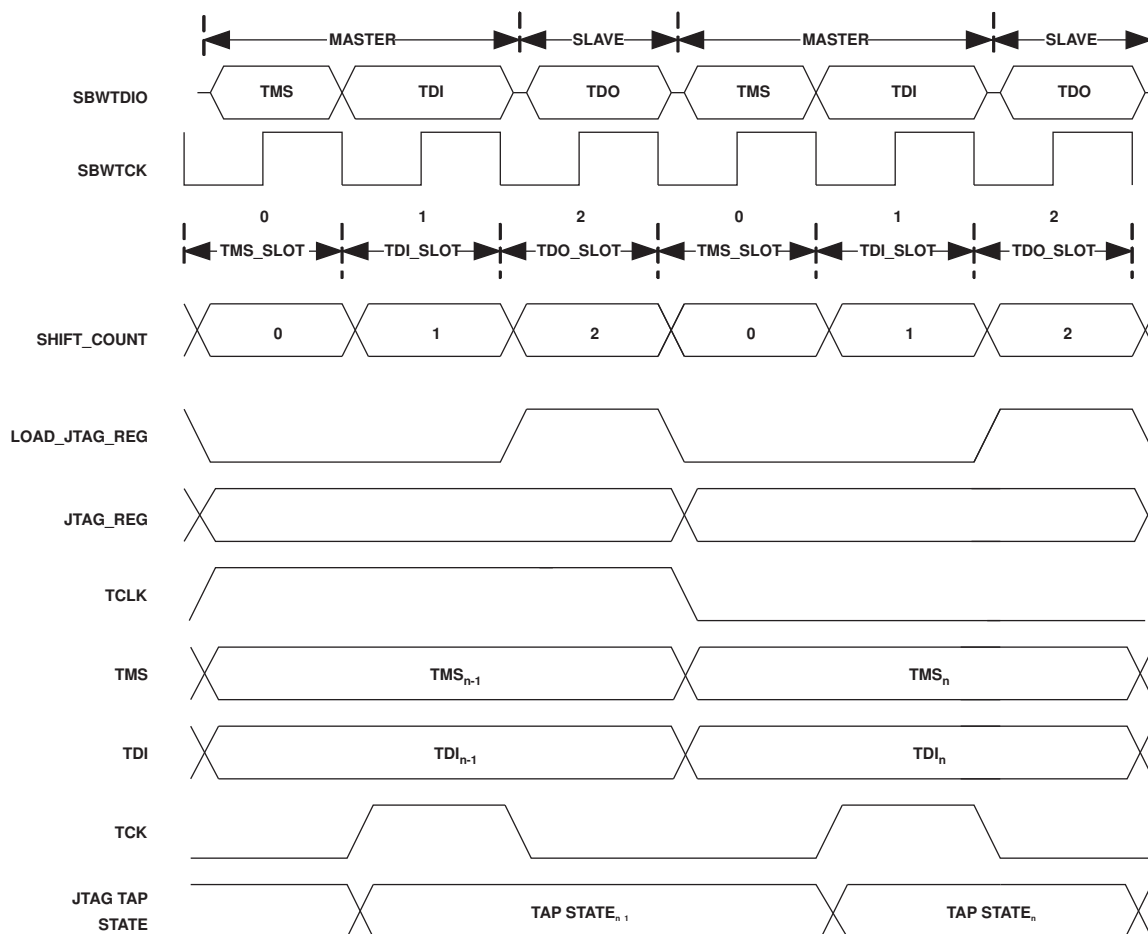 MASTER SLAVE MASTER SLAVE
SBWTDIO TMS TDI TDO TMS TDI TDO
SBWTCK
0 1 2 0 1 2
TMS_SLOT TDI_SLOT TDO_SLOT TMS_SLOT TDI_SLOT TDO_SLOT
SHIFT_COUNT 0 1 2 0 1 2
LOAD_JTAG_REG
JTAG_REG
TCLK
TMS TMSn-1 TMSn
TDI TDIn-1 TDIn
TCK
JTAG TAP
STATE TAP STATEn 1 TAP STATEn